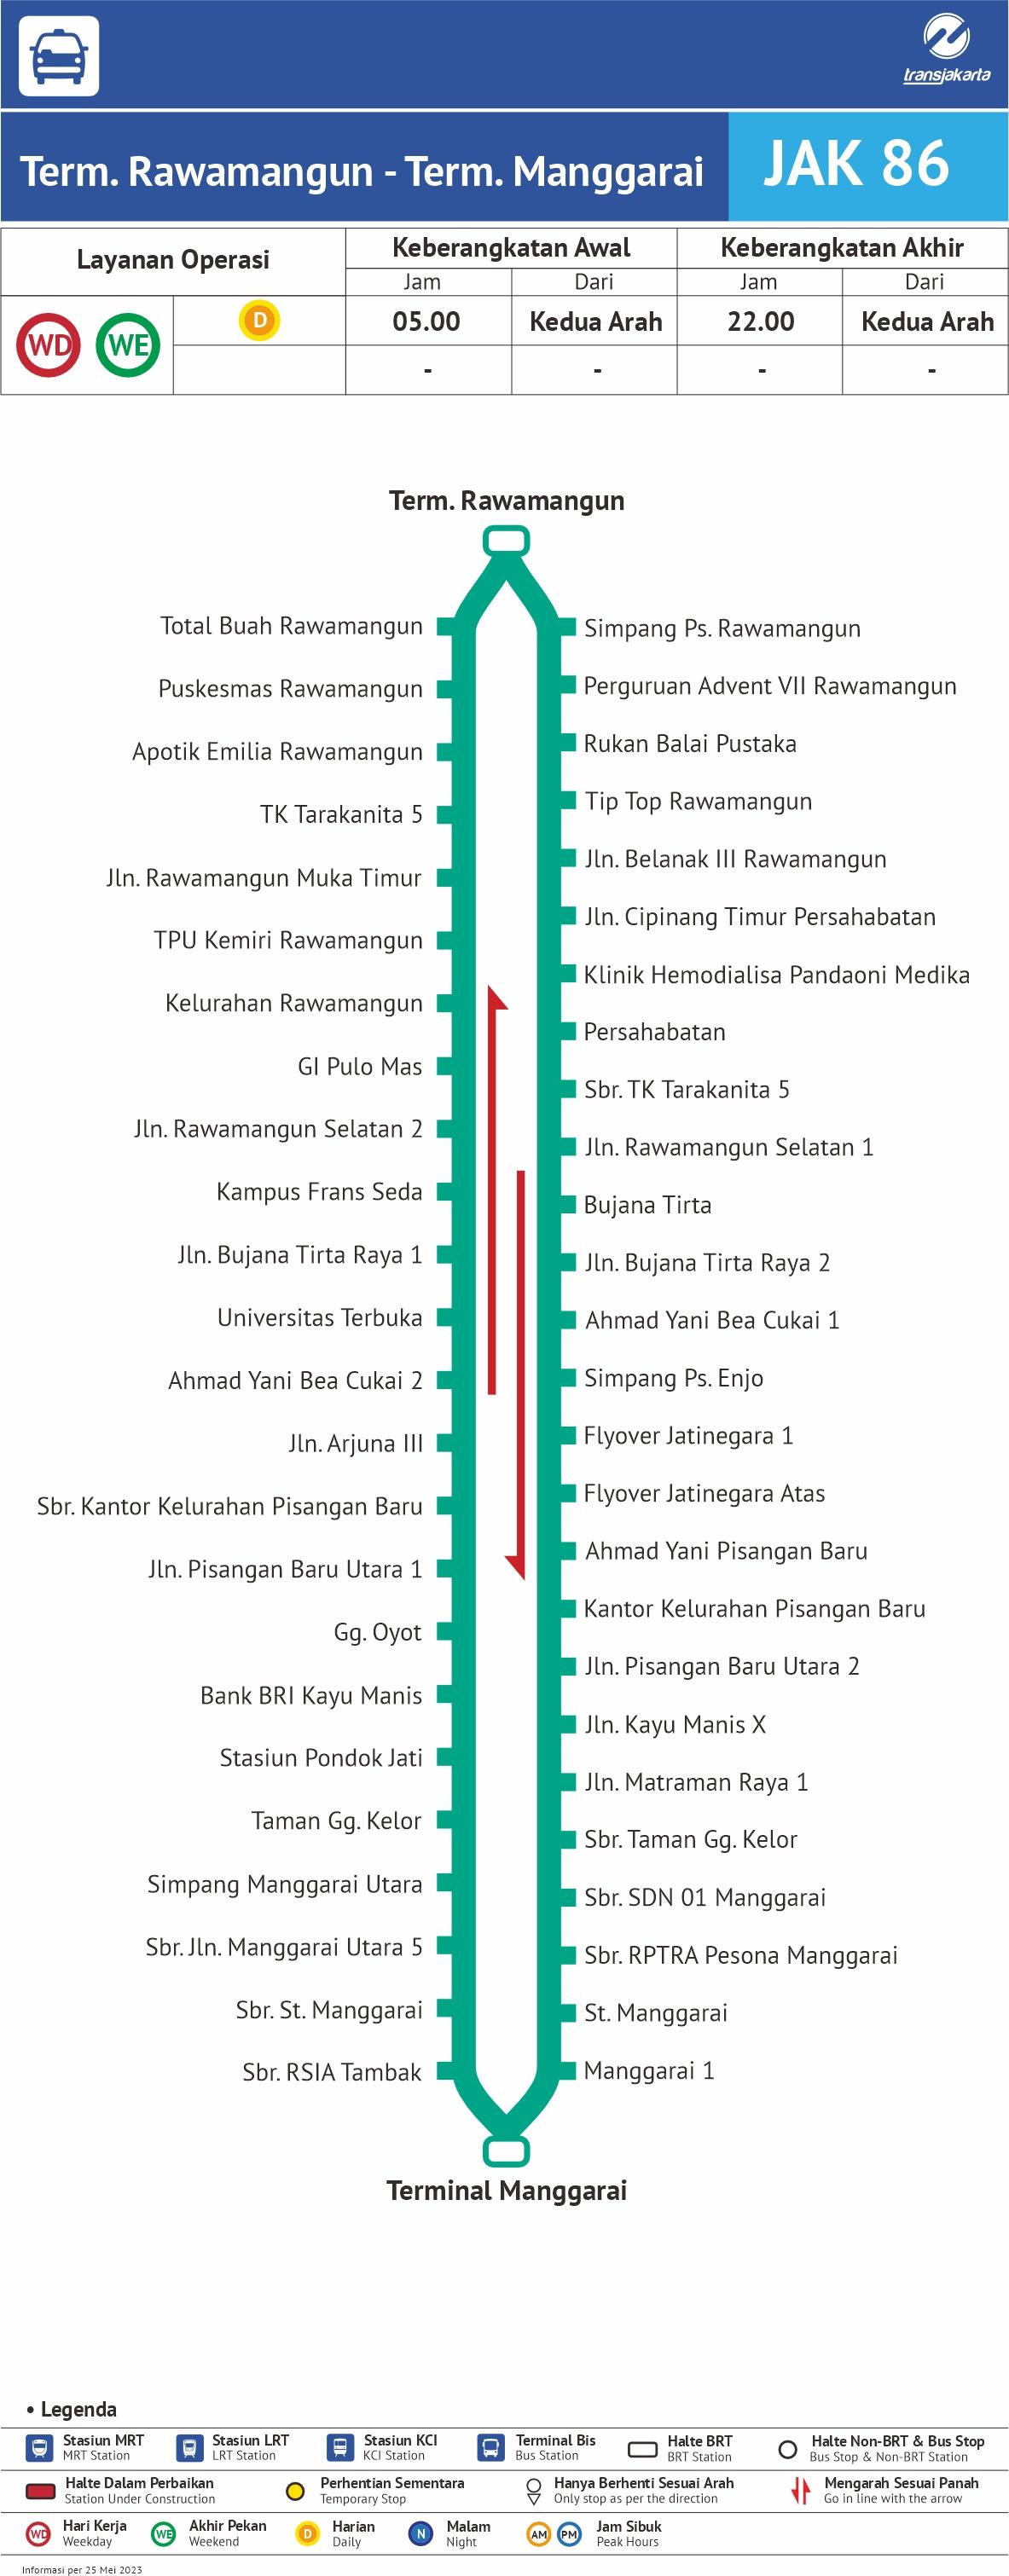 transjakarta
Term. Rawamangun - Term. Manggarai
JAK 86
Layanan Operasi
Keberangkatan Awal
Keberangkatan Akhir
Jam
Dari
Jam
Dari
WD
WE
D
05.00
Kedua Arah
22.00
Kedua Arah
-
-
-
-
Term. Rawamangun
Total Buah Rawamangun
Puskesmas Rawamangun
Apotik Emilia Rawamangun
TK Tarakanita 5
Jln. Rawamangun Muka Timur
TPU Kemiri Rawamangun
Kelurahan Rawamangun
GI Pulo Mas
Jln. Rawamangun Selatan 2
Kampus Frans Seda
Jln. Bujana Tirta Raya 1
Universitas Terbuka
Ahmad Yani Bea Cukai 2
Jln. Arjuna III
Sbr. Kantor Kelurahan Pisangan Baru
Jln. Pisangan Baru Utara 1
Gg. Oyot
Bank BRI Kayu Manis
Stasiun Pondok Jati
Taman Gg. Kelor
Simpang Manggarai Utara
Sbr. Jln. Manggarai Utara 5
Sbr. St. Manggarai
Sbr. RSIA Tambak
Simpang Ps. Rawamangun
Perguruan Advent VII Rawamangun
Rukan Balai Pustaka
Tip Top Rawamangun
Jln. Belanak III Rawamangun
Jln. Cipinang Timur Persahabatan
Klinik Hemodialisa Pandaoni Medika
Persahabatan
Sbr. TK Tarakanita 5
Jln. Rawamangun Selatan 1
Bujana Tirta
Jln. Bujana Tirta Raya 2
Ahmad Yani Bea Cukai 1
Simpang Ps. Enjo
Flyover Jatinegara 1
Flyover Jatinegara Atas
Ahmad Yani Pisangan Baru
Kantor Kelurahan Pisangan Baru
Jln. Pisangan Baru Utara 2
Jln. Kayu Manis X
Jln. Matraman Raya 1
Sbr. Taman Gg. Kelor
Sbr. SDN 01 Manggarai
Sbr. RPTRA Pesona Manggarai
St. Manggarai
Manggarai 1
Terminal Manggarai
• Legenda
Stasiun MRT
MRT Station
Stasiun LRT
LRT Station
Stasiun KCI
KCI Station
Terminal Bis
Bus Station
Halte BRT
BRT Station
Halte Non-BRT & Bus Stop
Bus Stop & Non-BRT Station
Halte Dalam Perbaikan
Station Under Construction
Perhentian Sementara
Temporary Stop
Hanya Berhenti Sesuai Arah
Only stop as per the direction
Mengarah Sesuai Panah
Go in line with the arrow
WD
Hari Kerja
Weekday
WE
Akhir Pekan
Weekend
D
Harian
Daily
N
Malam
Night
AM
PM
Jam Sibuk
Peak Hours
Informasi per 25 Mei 2023